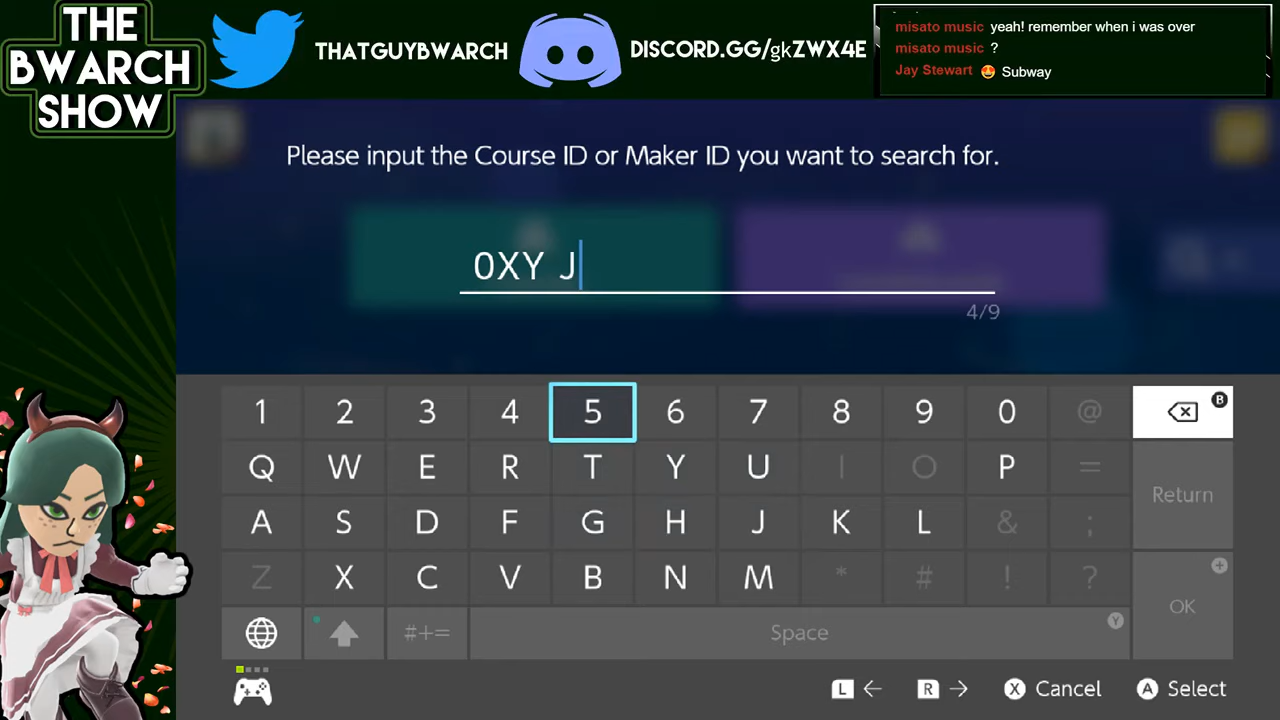 THE
BWARCH
SHOW
THATGUYBWARCH
DISCORD.GG/gkZWX4E
misato music yeah! remember when i was over
misato music ?
Jay Stewart 🤩 Subway
Please input the Course ID or Maker ID you want to search for.
0XY J
4/9
1 2 3 4 5 6 7 8 9 0 @ B
Q W E R T Y U I O P = Return
A S D F G H J K L & ;
Z X C V B N M * # ! ? OK
#+= Space Y
L ← R → X Cancel A Select